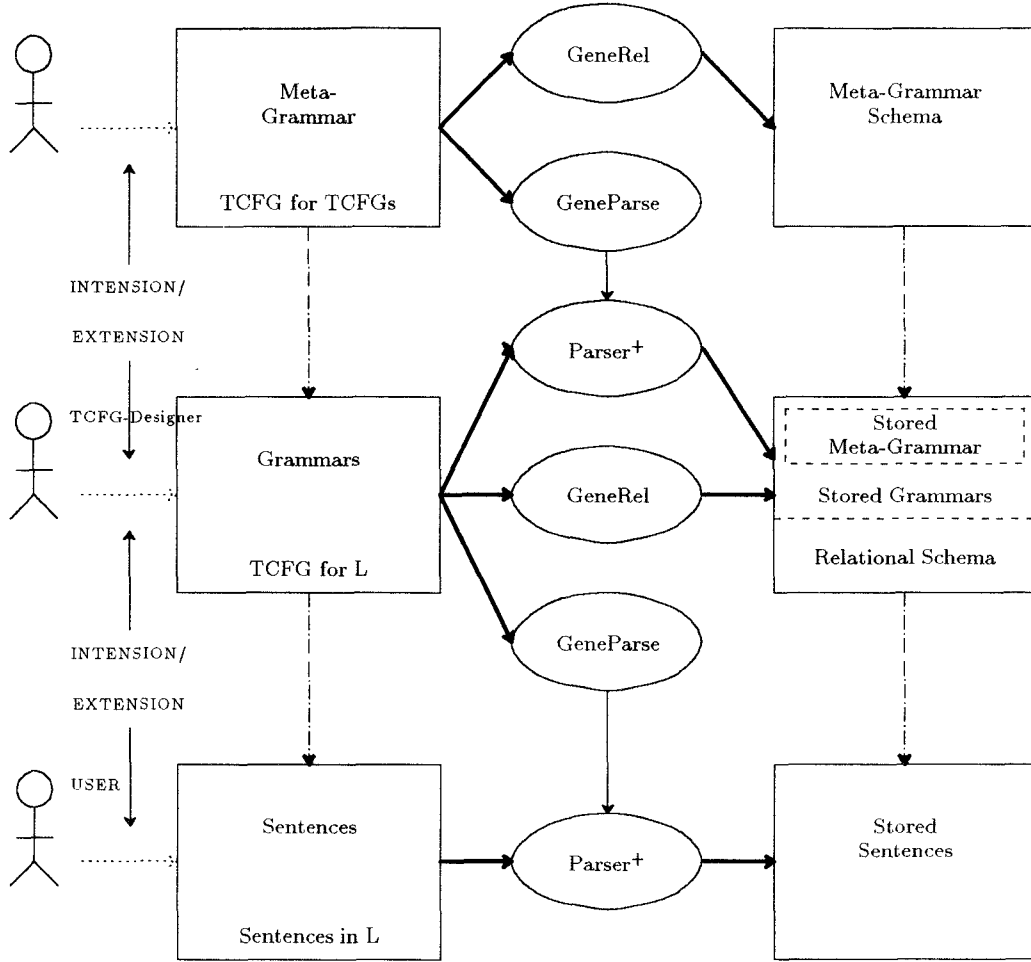 GeneRel
Meta-
Grammar
Meta-Grammar
Schema
TCFG for TCFGs
GeneParse
INTENSION/
EXTENSION
Parser+
TCFG-Designer
Stored
Meta-Grammar
Grammars
GeneRel
Stored Grammars
TCFG for L
Relational Schema
GeneParse
INTENSION/
EXTENSION
USER
Sentences
Stored
Sentences
Parser+
Sentences in L